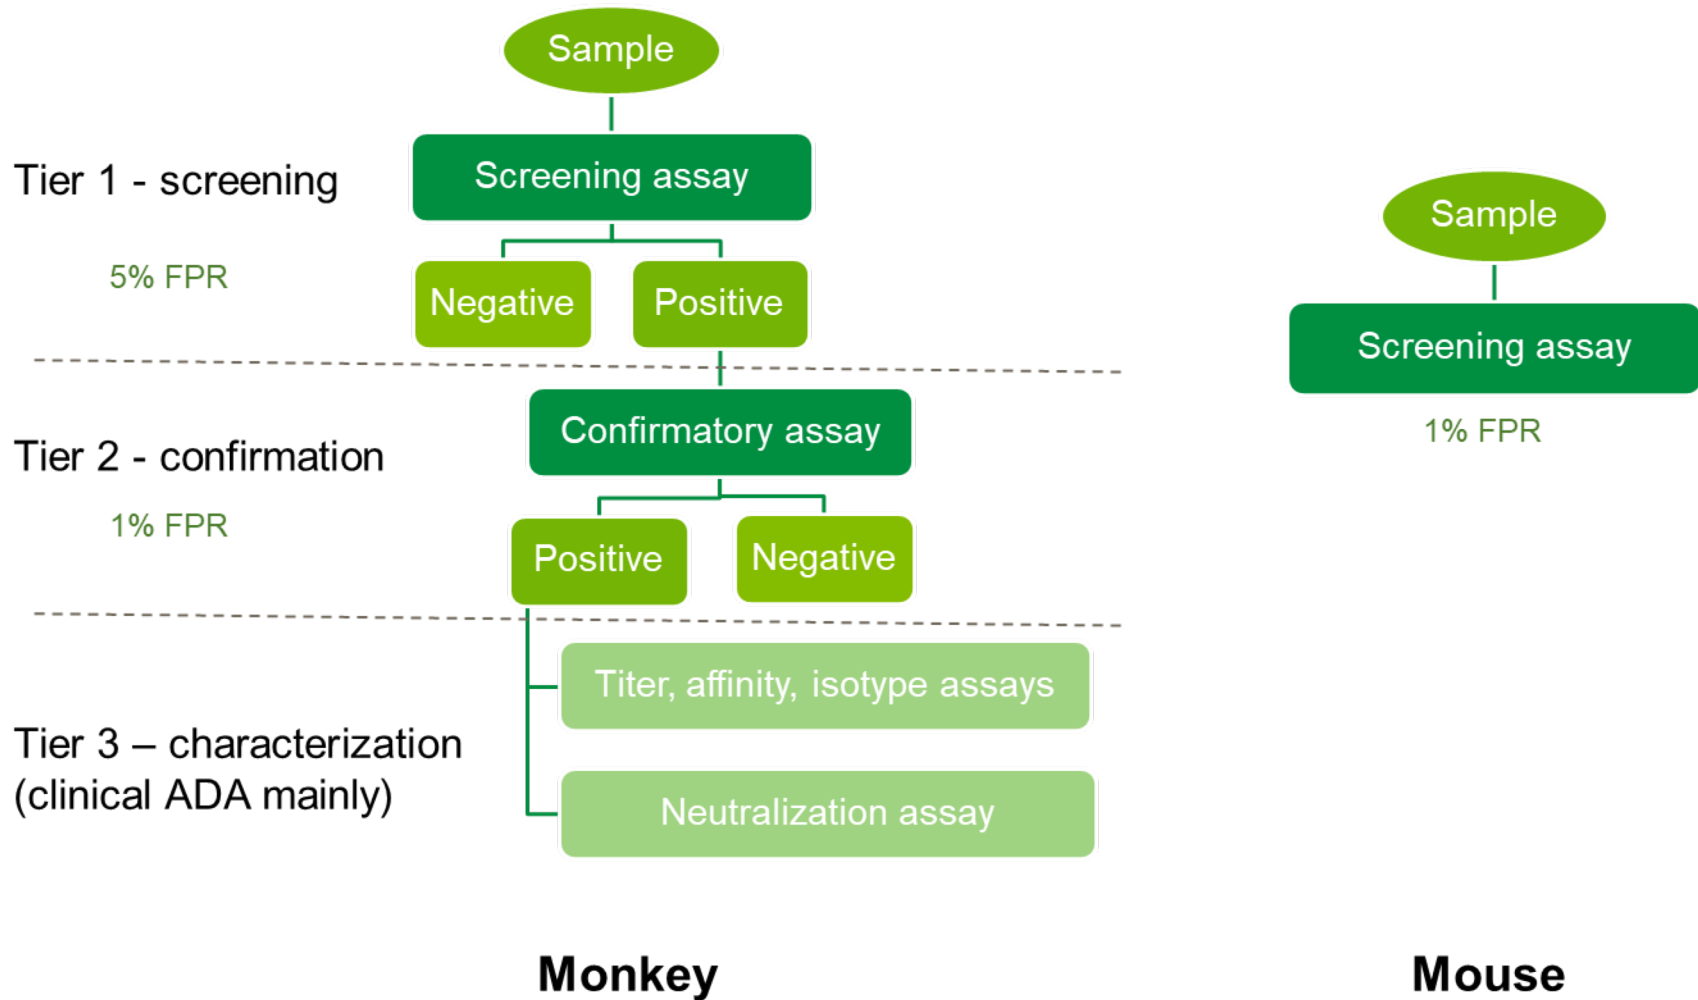 Sample
Tier 1 - screening
Screening assay
5% FPR
Negative
Positive
Tier 2 - confirmation
Confirmatory assay
1% FPR
Positive
Negative
Tier 3 – characterization
(clinical ADA mainly)
Titer, affinity, isotype assays
Neutralization assay
Monkey
Sample
Screening assay
1% FPR
Mouse